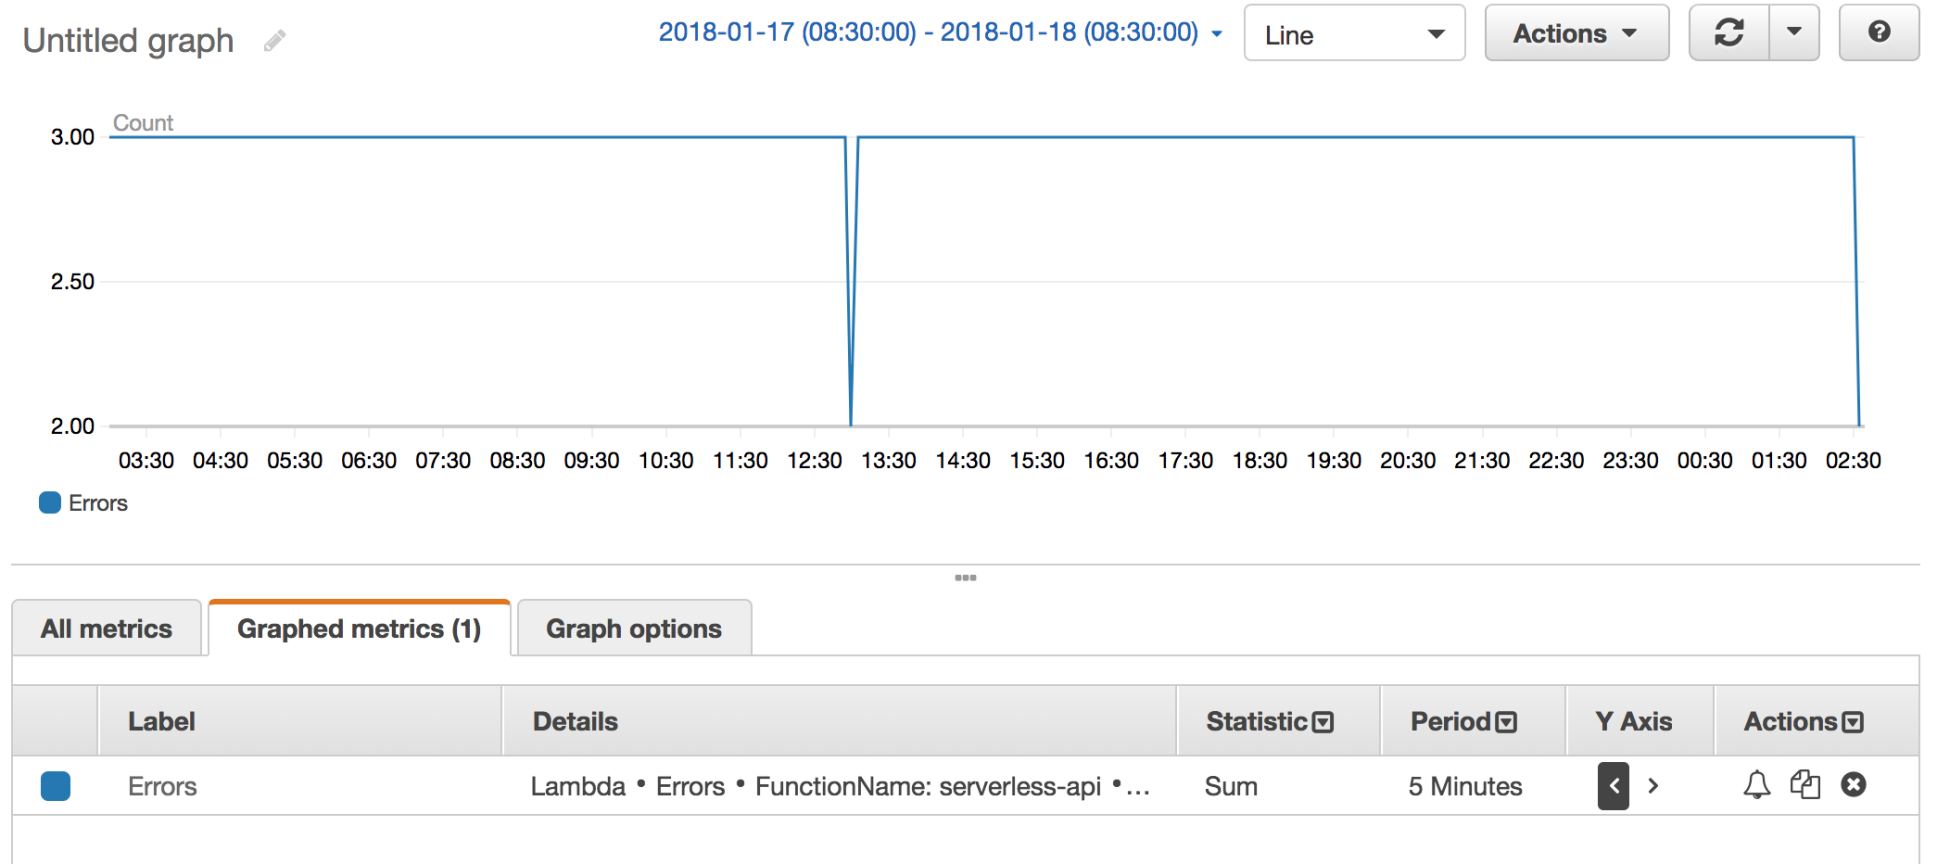 Untitled graph
2018-01-17 (08:30:00) - 2018-01-18 (08:30:00)
Line
Actions
?
Count
3.00
2.50
2.00
03:30 04:30 05:30 06:30 07:30 08:30 09:30 10:30 11:30 12:30 13:30 14:30 15:30 16:30 17:30 18:30 19:30 20:30 21:30 22:30 23:30 00:30 01:30 02:30
Errors
All metrics
Graphed metrics (1)
Graph options
Label Details Statistic Period Y Axis Actions
Errors Lambda • Errors • FunctionName: serverless-api • ... Sum 5 Minutes < >